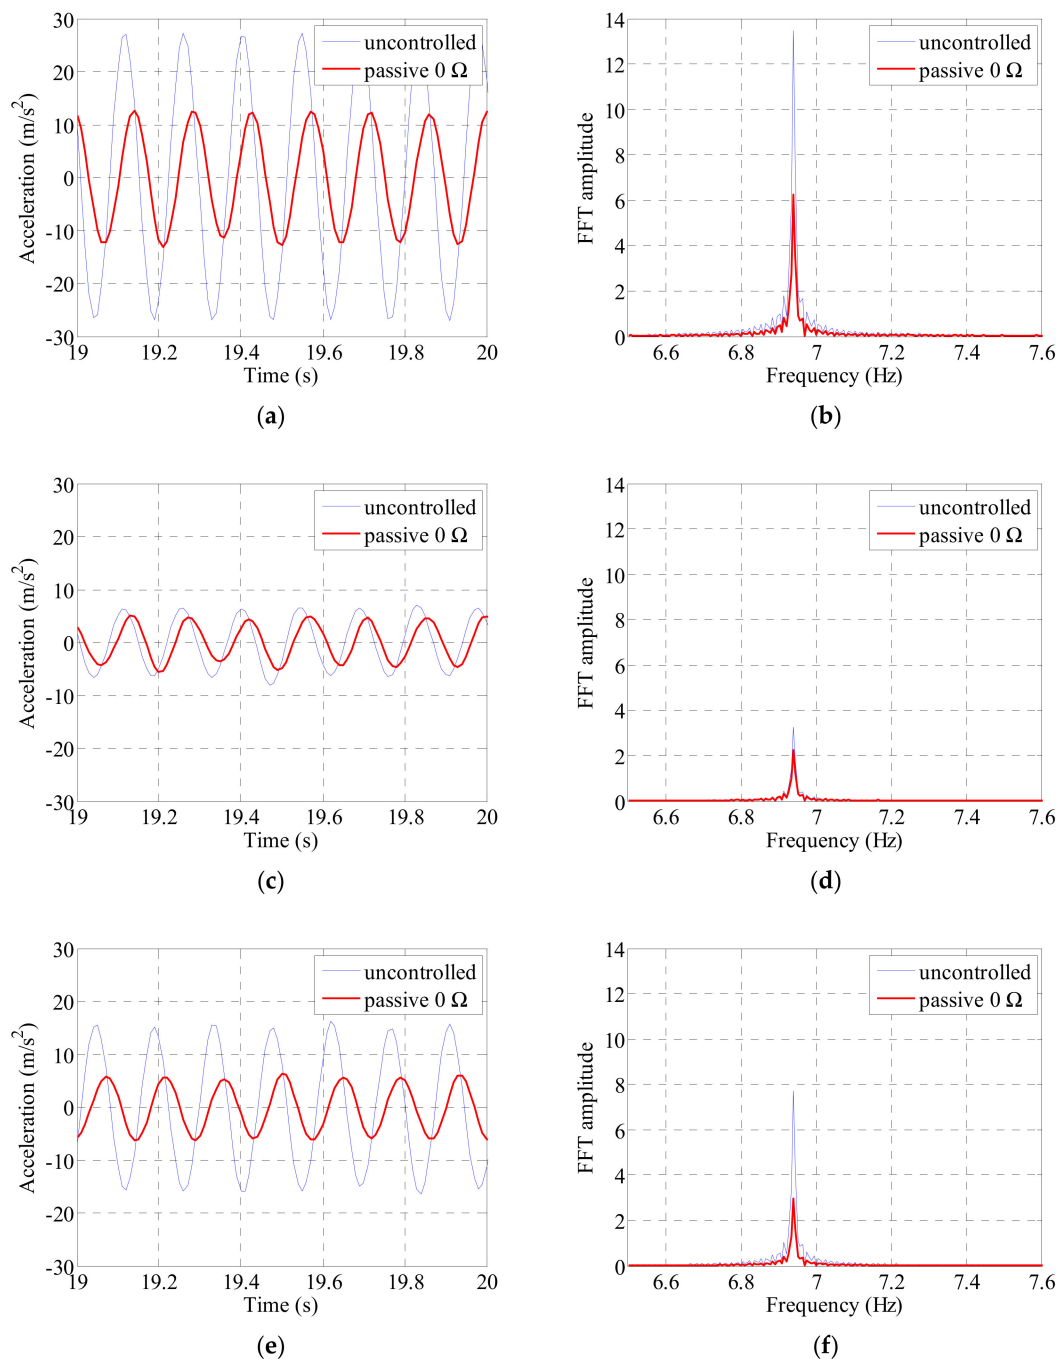 30
20
10
0
-10
-20
-30
Acceleration (m/s²)
uncontrolled
passive 0 Ω
19 19.2 19.4 19.6 19.8 20
Time (s)
(a)
14
12
10
8
6
4
2
0
FFT amplitude
uncontrolled
passive 0 Ω
6.6 6.8 7 7.2 7.4 7.6
Frequency (Hz)
(b)
30
20
10
0
-10
-20
-30
Acceleration (m/s²)
uncontrolled
passive 0 Ω
19 19.2 19.4 19.6 19.8 20
Time (s)
(c)
14
12
10
8
6
4
2
0
FFT amplitude
uncontrolled
passive 0 Ω
6.6 6.8 7 7.2 7.4 7.6
Frequency (Hz)
(d)
30
20
10
0
-10
-20
-30
Acceleration (m/s²)
uncontrolled
passive 0 Ω
19 19.2 19.4 19.6 19.8 20
Time (s)
(e)
14
12
10
8
6
4
2
0
FFT amplitude
uncontrolled
passive 0 Ω
6.6 6.8 7 7.2 7.4 7.6
Frequency (Hz)
(f)